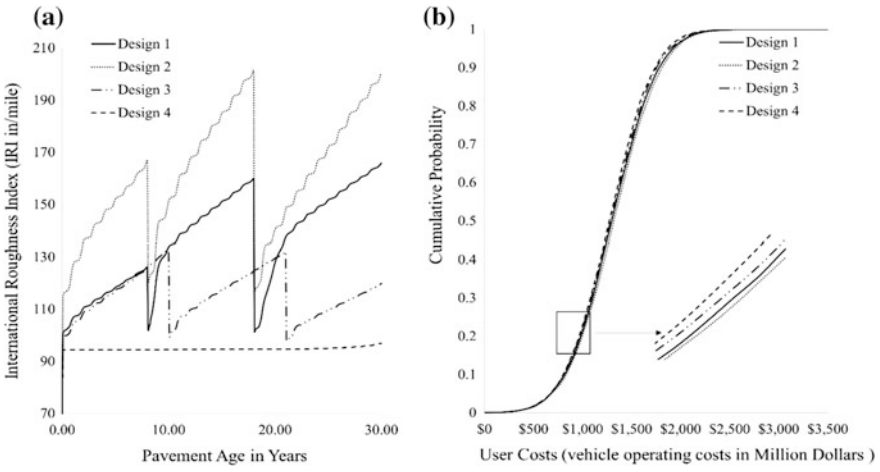 (a)
International Roughness Index (IRI in/mile)
210
190
170
150
130
110
90
70
Design 1
Design 2
Design 3
Design 4
0.00
10.00
20.00
30.00
Pavement Age in Years
(b)
Cumulative Probability
1
0.9
0.8
0.7
0.6
0.5
0.4
0.3
0.2
0.1
0
Design 1
Design 2
Design 3
Design 4
$0
$500
$1,000
$1,500
$2,000
$2,500
$3,000
$3,500
User Costs (vehicle operating costs in Million Dollars )